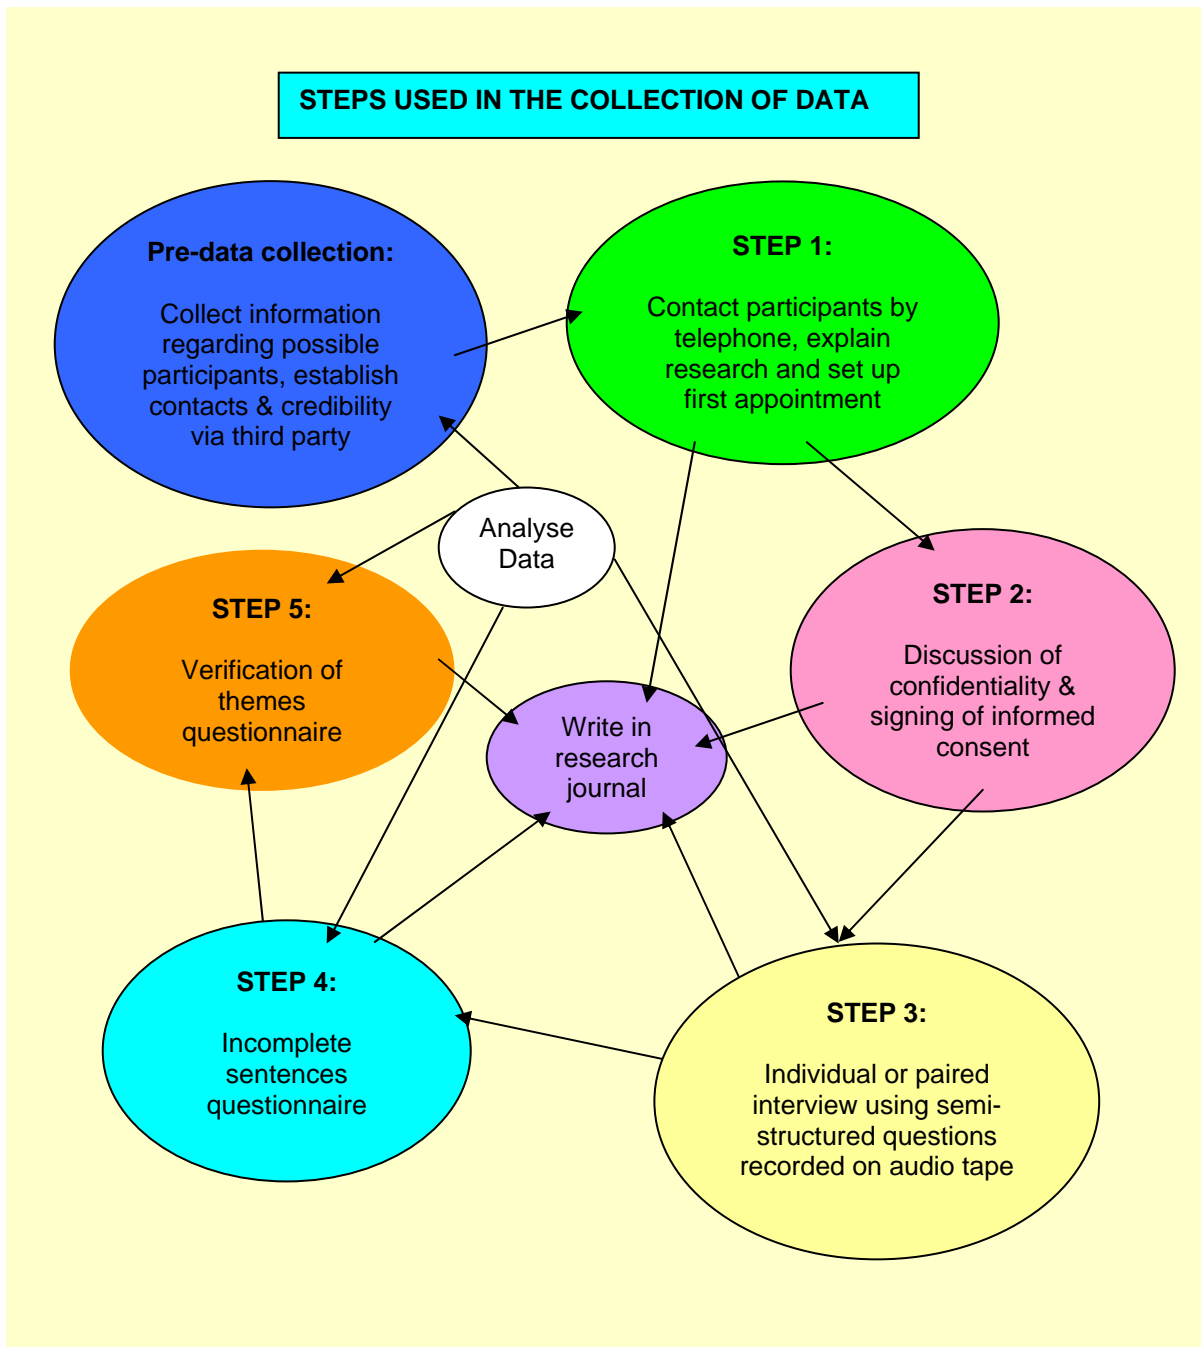 STEPS USED IN THE COLLECTION OF DATA
Pre-data collection:
Collect information
regarding possible
participants, establish
contacts & credibility
via third party
STEP 1:
Contact participants by
telephone, explain
research and set up
first appointment
Analyse
Data
STEP 2:
Discussion of
confidentiality &
signing of informed
consent
STEP 5:
Verification of
themes
questionnaire
Write in
research
journal
STEP 4:
Incomplete
sentences
questionnaire
STEP 3:
Individual or paired
interview using semi-
structured questions
recorded on audio tape